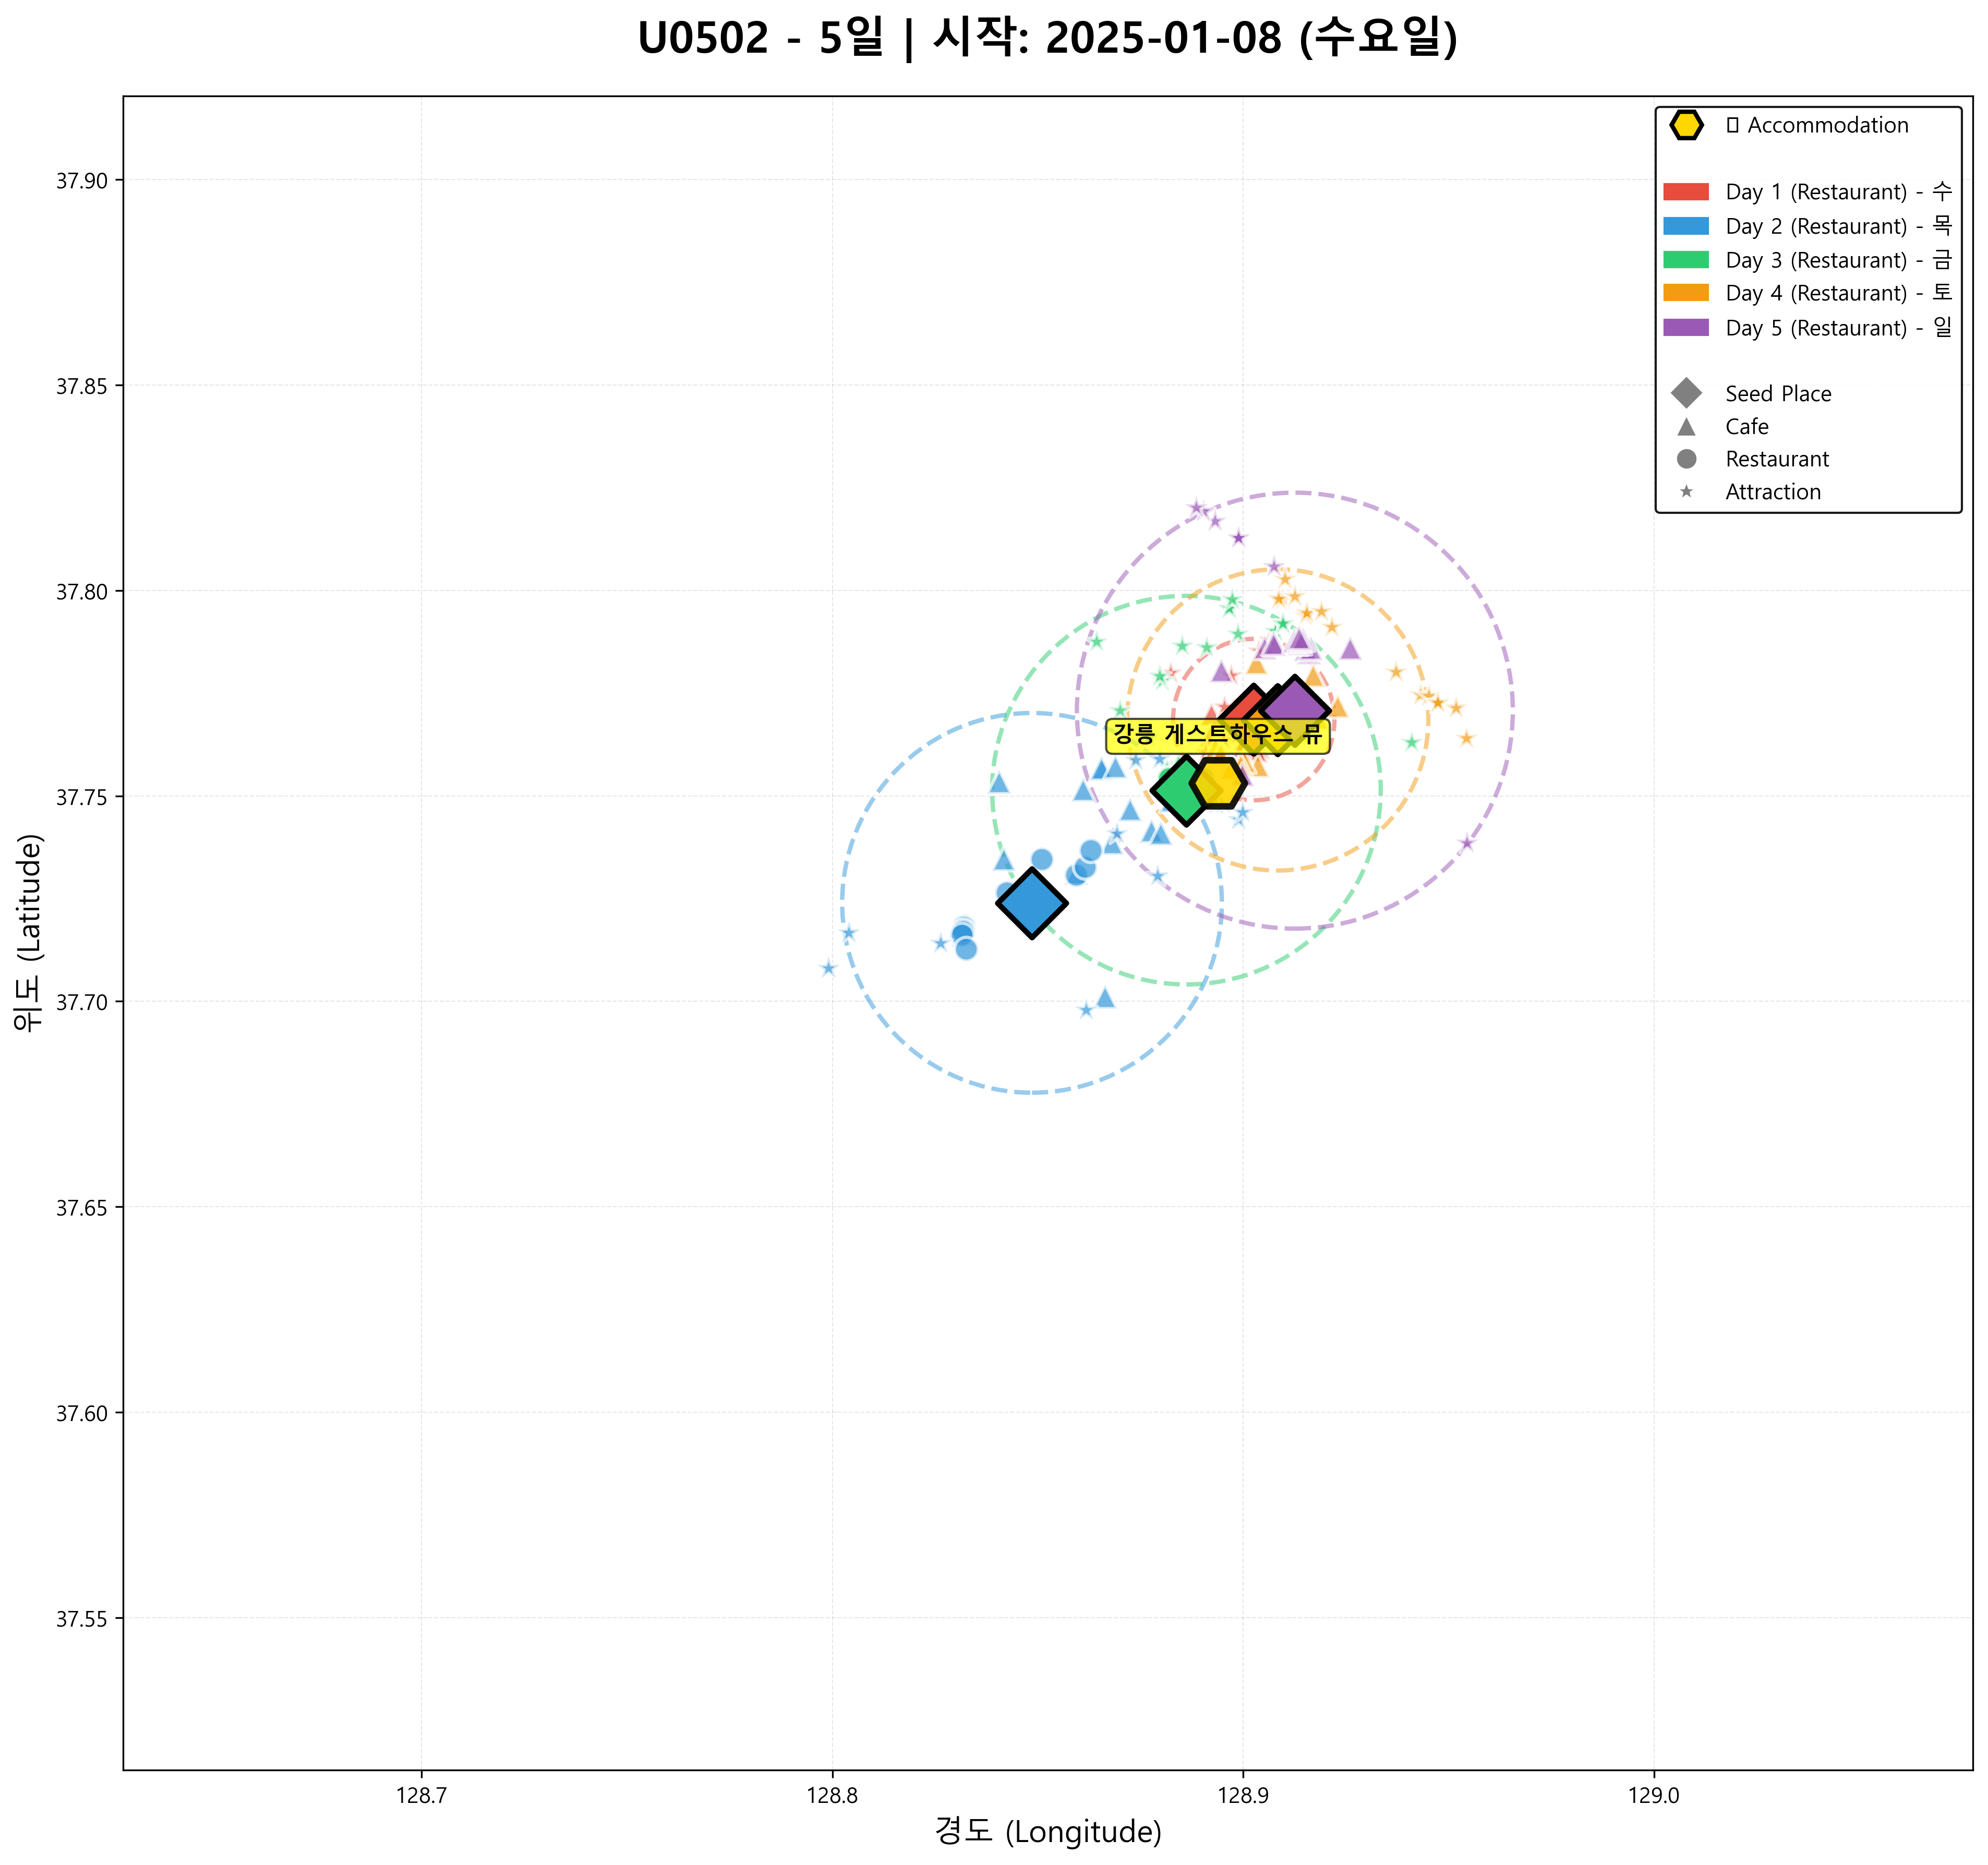 U0502 - 5일 | 시작: 2025-01-08 (수요일)
Accommodation
Day 1 (Restaurant) - 수
Day 2 (Restaurant) - 목
Day 3 (Restaurant) - 금
Day 4 (Restaurant) - 토
Day 5 (Restaurant) - 일
Seed Place
Cafe
Restaurant
Attraction
37.90
37.85
37.80
37.75
37.70
37.65
37.60
37.55
위도 (Latitude)
강릉 게스트하우스 뮤
128.7
128.8
128.9
129.0
경도 (Longitude)